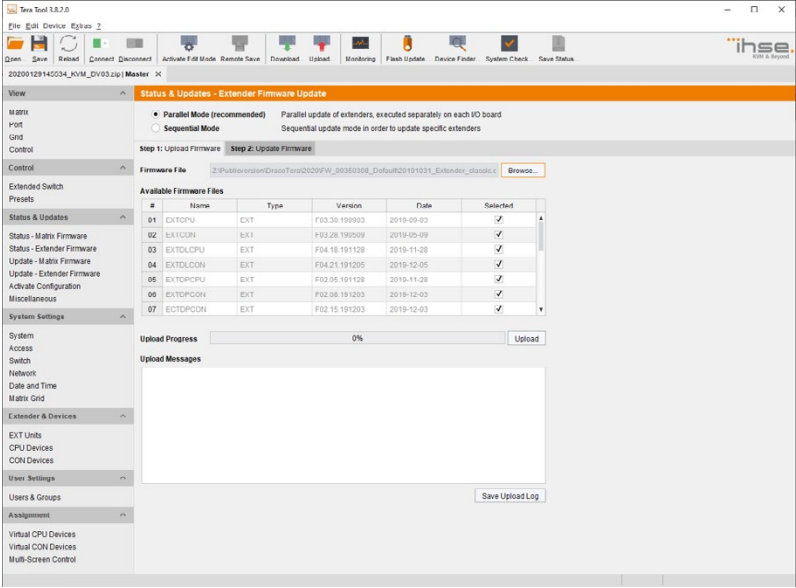 Tera Tool 3.8.2.0
File Edit Device Extras ?
Open... Save Reload Connect Disconnect Activate Edit Mode Remote Save Download... Upload... Monitoring Flash Update Device Finder System Check... Save Status...
ihse.
KVM & Beyond
20200129145534_KVM_DV03.zip | Master
View
Matrix
Port
Grid
Control
Control
Extended Switch
Presets
Status & Updates
Status - Matrix Firmware
Status - Extender Firmware
Update - Matrix Firmware
Update - Extender Firmware
Activate Configuration
Miscellaneous
System Settings
System
Access
Switch
Network
Date and Time
Matrix Grid
Extender & Devices
EXT Units
CPU Devices
CON Devices
User Settings
Users & Groups
Assignment
Virtual CPU Devices
Virtual CON Devices
Multi-Screen Control
Status & Updates - Extender Firmware Update
Parallel Mode (recommended) Parallel update of extenders, executed separately on each I/O board
Sequential Mode Sequential update mode in order to update specific extenders
Step 1: Upload Firmware Step 2: Update Firmware
Firmware File Browse...
Available Firmware Files
# Name Type Version Date Selected
01 EXTCPU EXT F03.30.190903 2019-09-03
02 EXTCON EXT F03.28.190509 2019-05-09
03 EXTDLCPU EXT F04.18.191128 2019-11-28
04 EXTDLCON EXT F04.21.191205 2019-12-05
05 EXTDPCPU EXT F02.05.191128 2019-11-28
06 EXTDPCON EXT F02.08.191203 2019-12-03
07 ECTDPCON EXT F02.15.191203 2019-12-03
Upload Progress 0% Upload
Upload Messages
Save Upload Log